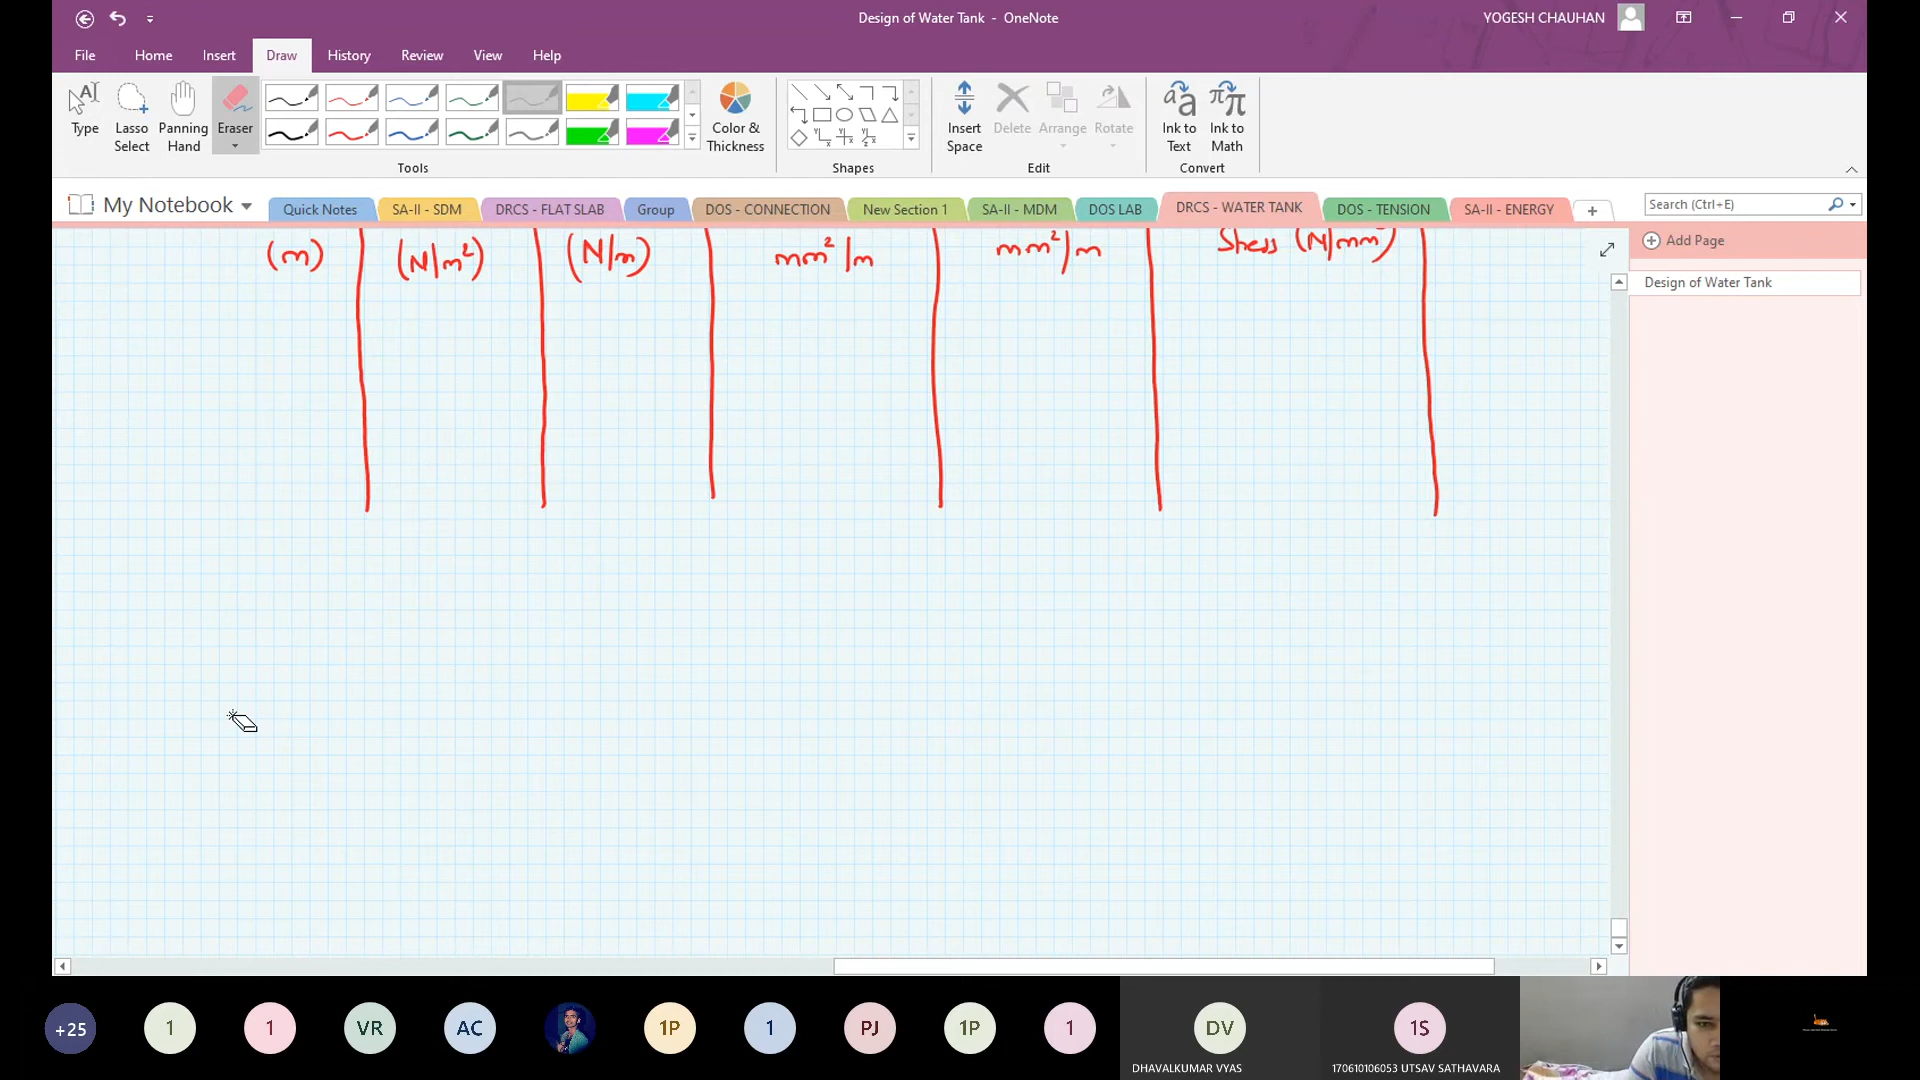 Design of Water Tank - OneNote
YOGESH CHAUHAN
File Home Insert Draw History Review View Help
Type
Lasso Select
Panning Hand
Eraser
Color & Thickness
Insert Space
Delete
Arrange
Rotate
Ink to Text
Ink to Math
Tools Shapes Edit Convert
My Notebook
Quick Notes SA-II - SDM DRCS - FLAT SLAB Group DOS - CONNECTION New Section 1 SA-II - MDM DOS LAB DRCS - WATER TANK DOS - TENSION SA-II - ENERGY
Search (Ctrl+E)
Add Page
Design of Water Tank
(m) (N/m²) (N/m) mm²/m mm²/m Stress (N/mm²)
+25 1 1 VR AC 1P 1 PJ 1P 1 DV 1S
DHAVALKUMAR VYAS
170610106053 UTSAV SATHAVARA